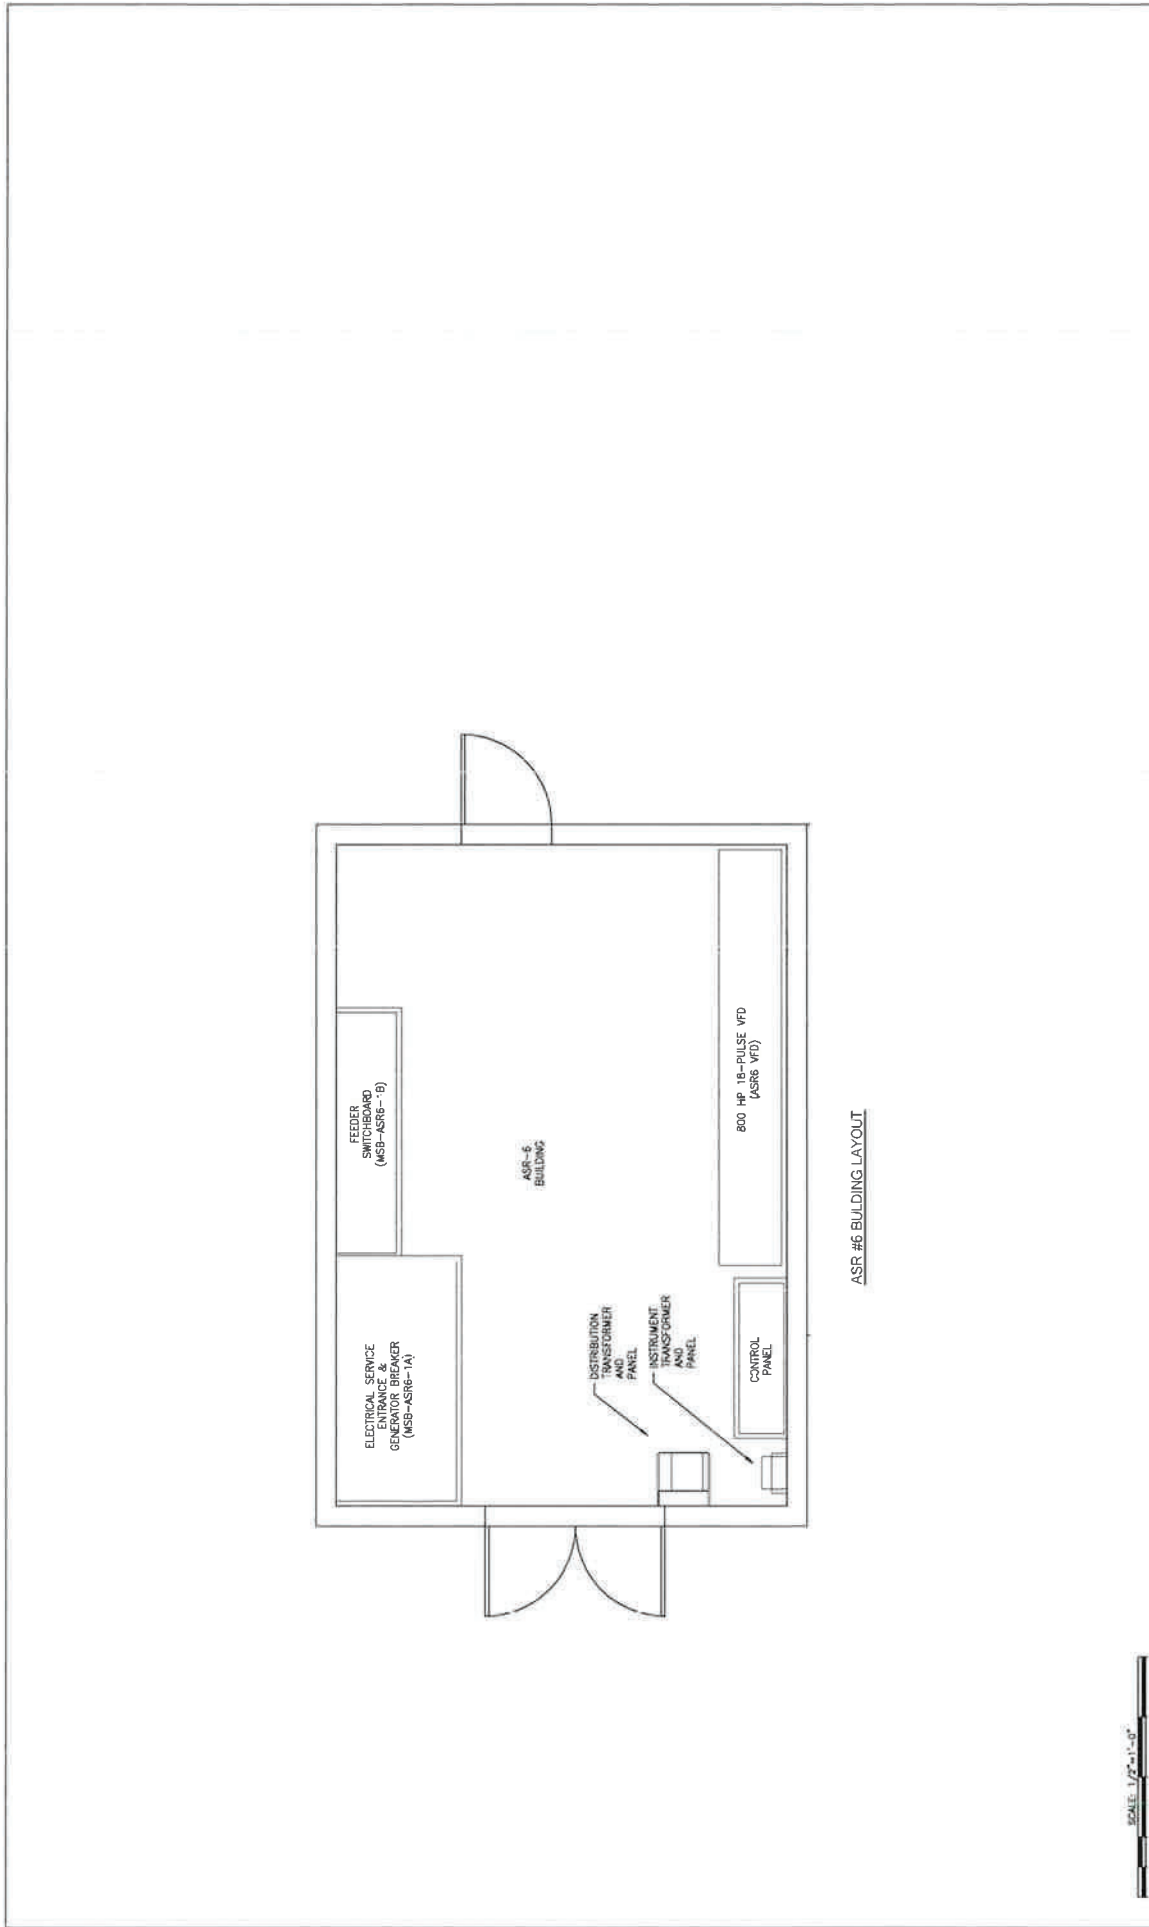 ELECTRICAL SERVICE
ENTRANCE &
GENERATOR BREAKER
(MSB-ASR6-1A)
FEEDER
SWITCHBOARD
(MSB-ASR6-1B)
ASR-6
BUILDING
DISTRIBUTION
TRANSFORMER
AND
PANEL
INSTRUMENT
TRANSFORMER
AND
PANEL
CONTROL
PANEL
800 HP 18-PULSE VFD
(ASR6 VFD)
ASR #6 BULDING LAYOUT
SCALE: 1/2"=1'-0"